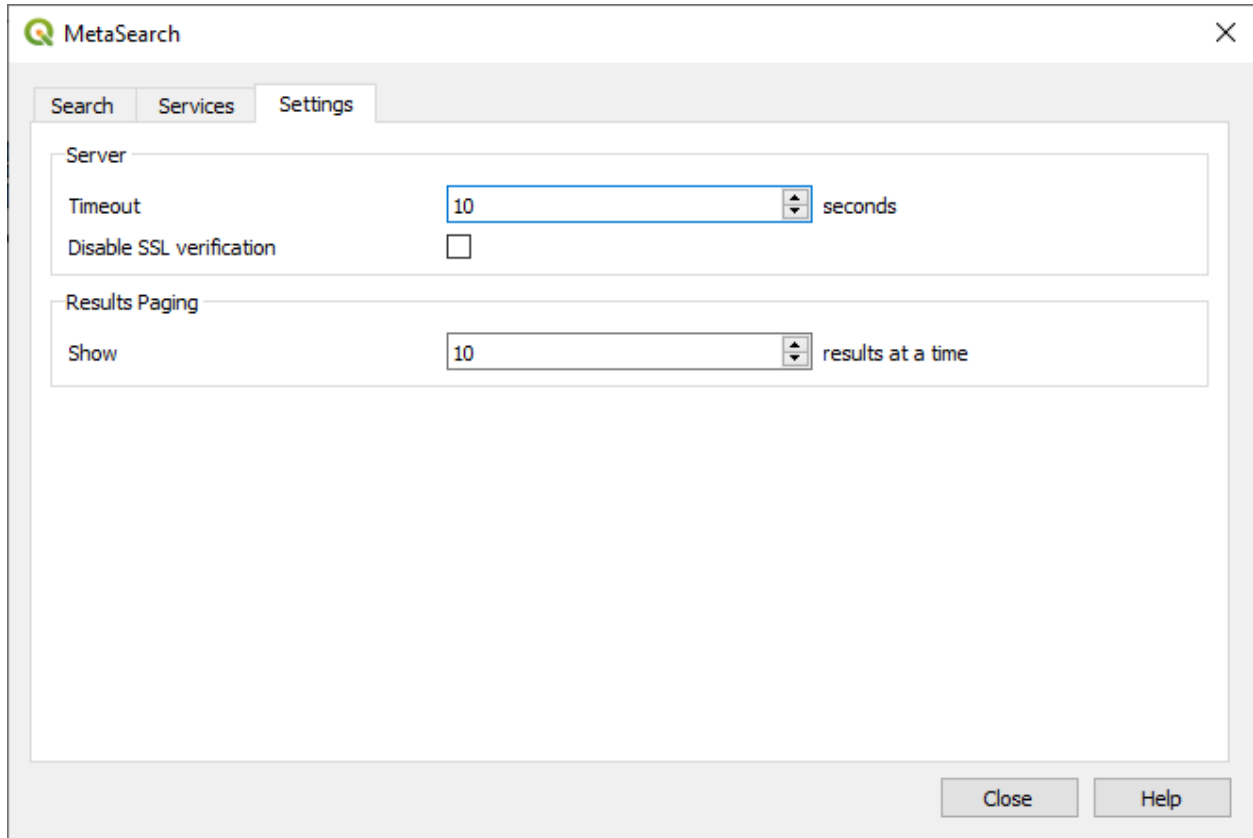 MetaSearch
Search Services Settings
Server
Timeout 10 seconds
Disable SSL verification
Results Paging
Show 10 results at a time
Close Help